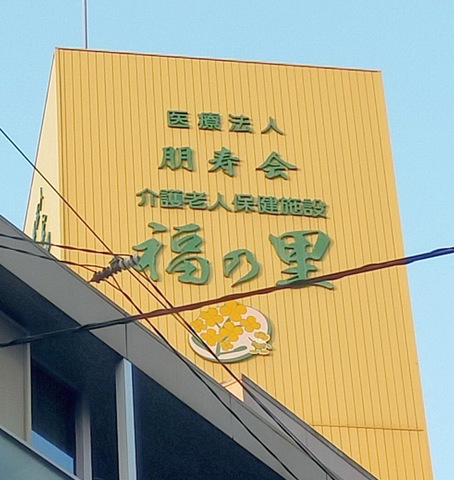 医療法人
朋寿会
介護老人保健施設
福の里